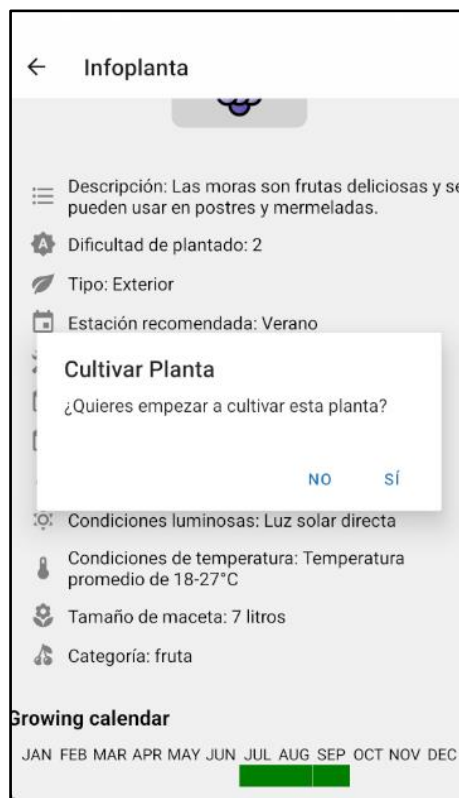 Infoplanta
Descripción: Las moras son frutas deliciosas y se
pueden usar en postres y mermeladas.
Dificultad de plantado: 2
Tipo: Exterior
Estación recomendada: Verano
Cultivar Planta
¿Quieres empezar a cultivar esta planta?
NO SÍ
Condiciones luminosas: Luz solar directa
Condiciones de temperatura: Temperatura
promedio de 18-27°C
Tamaño de maceta: 7 litros
Categoría: fruta
Growing calendar
JAN FEB MAR APR MAY JUN JUL AUG SEP OCT NOV DEC